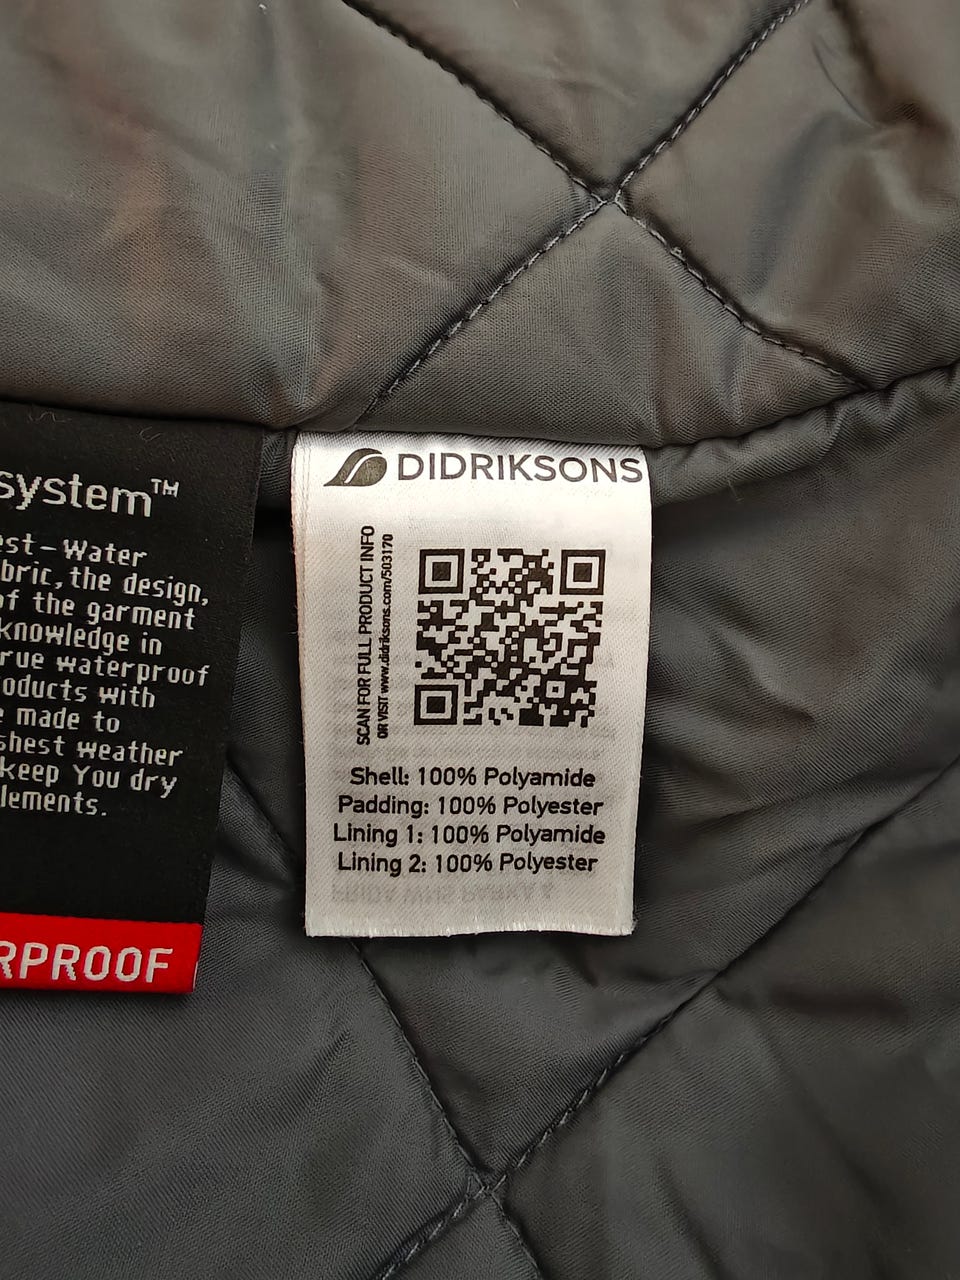 system™
est-Water
bric, the design,
of the garment
knowledge in
rue waterproof
oducts with
e made to
shest weather
keep You dry
lements.
RPROOF
DIDRIKSONS
SCAN FOR FULL PRODUCT INFO
OR VISIT www.didriksons.com/503170
Shell: 100% Polyamide
Padding: 100% Polyester
Lining 1: 100% Polyamide
Lining 2: 100% Polyester